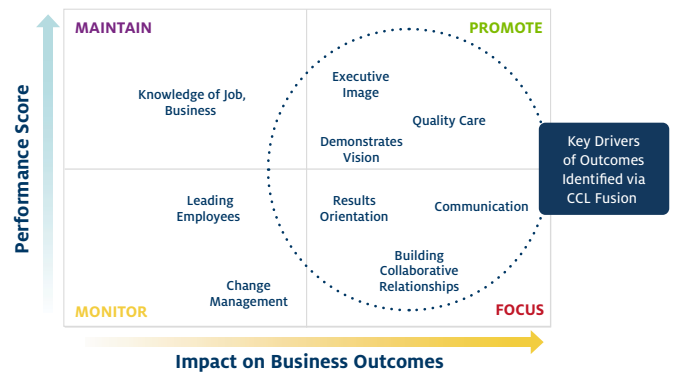 MAINTAIN
PROMOTE
Executive
Image
Knowledge of Job,
Business
Quality Care
Demonstrates
Vision
Key Drivers
of Outcomes
Identified via
CCL Fusion
Performance Score
Leading
Employees
Results
Orientation
Communication
Building
Collaborative
Relationships
Change
Management
MONITOR
FOCUS
Impact on Business Outcomes